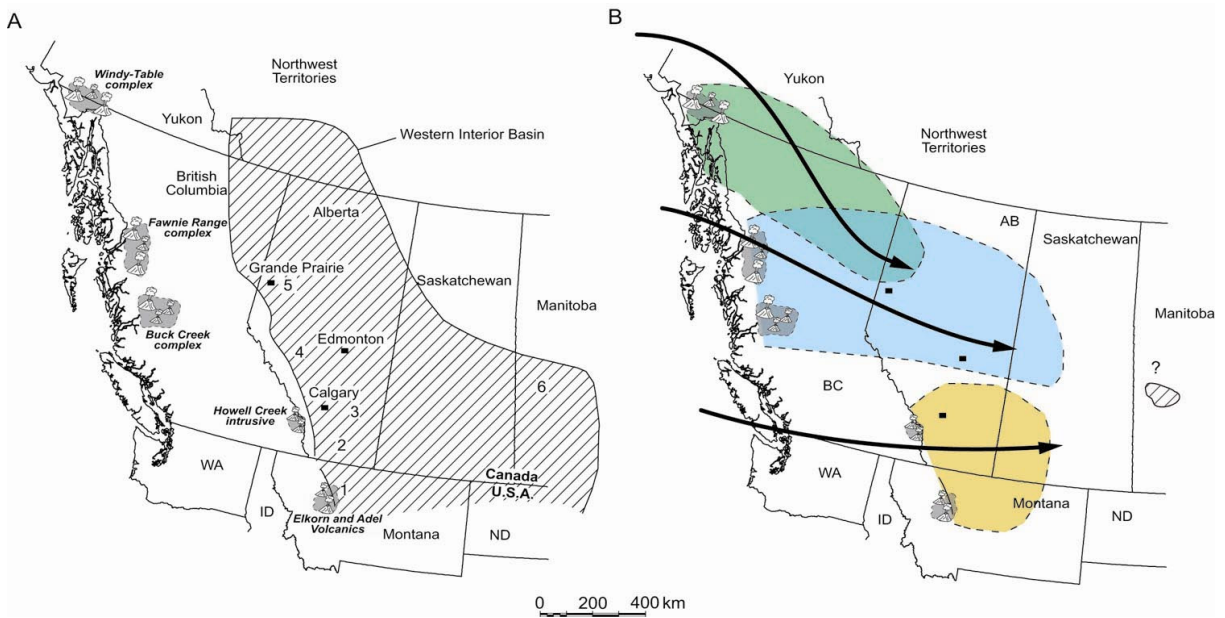 A
Windy-Table
complex
Northwest
Territories
Yukon
Western Interior Basin
British
Columbia
Alberta
Fawnie Range
complex
Grande Prairie
5
Saskatchewan
Manitoba
Buck Creek
complex
Edmonton
4
6
Calgary
3
Howell Creek
intrusive
2
WA
Canada
U.S.A.
1
ID
Elkorn and Adel
Volcanics
Montana
ND
B
Yukon
Northwest
Territories
AB
Saskatchewan
Manitoba
?
BC
WA
Montana
ID
ND
0 200 400 km